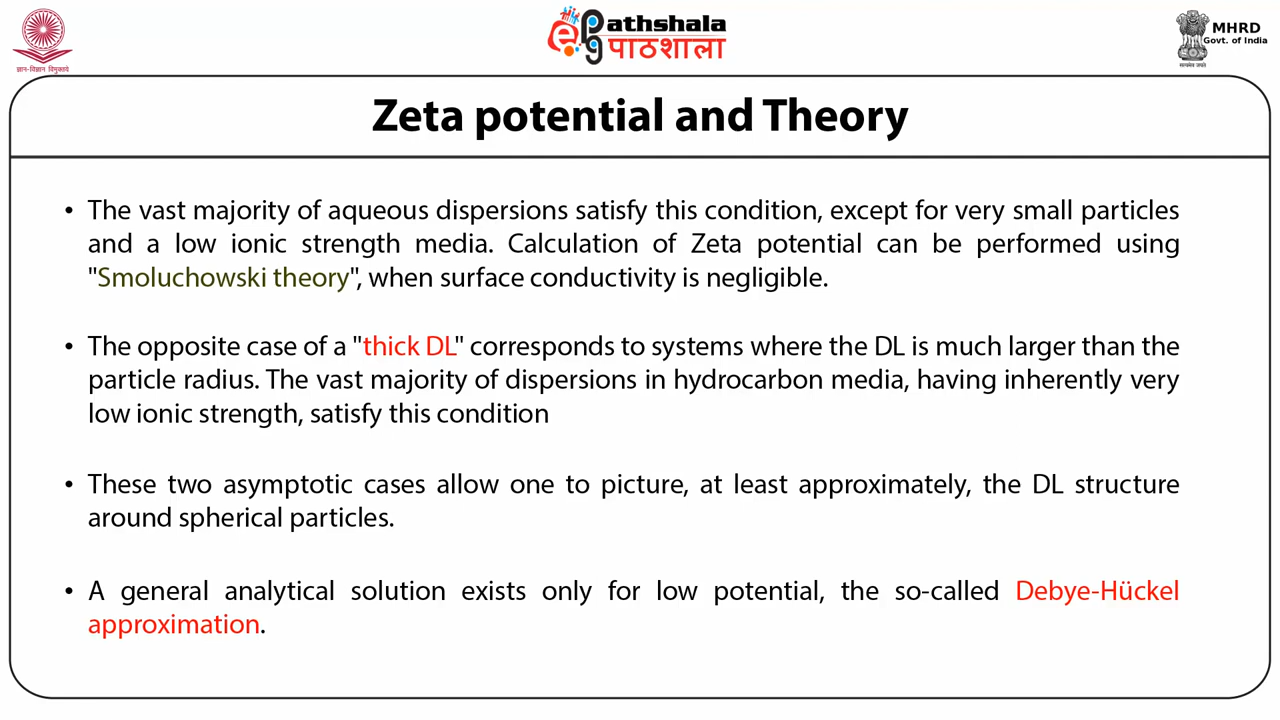 ज्ञान-विज्ञान विमुक्तये
ePG athshala
पाठशाला
MHRD
Govt. of India
सत्यमेव जयते
Zeta potential and Theory
• The vast majority of aqueous dispersions satisfy this condition, except for very small particles
and a low ionic strength media. Calculation of Zeta potential can be performed using
"Smoluchowski theory", when surface conductivity is negligible.
• The opposite case of a "thick DL" corresponds to systems where the DL is much larger than the
particle radius. The vast majority of dispersions in hydrocarbon media, having inherently very
low ionic strength, satisfy this condition
• These two asymptotic cases allow one to picture, at least approximately, the DL structure
around spherical particles.
• A general analytical solution exists only for low potential, the so-called Debye-Hückel
approximation.